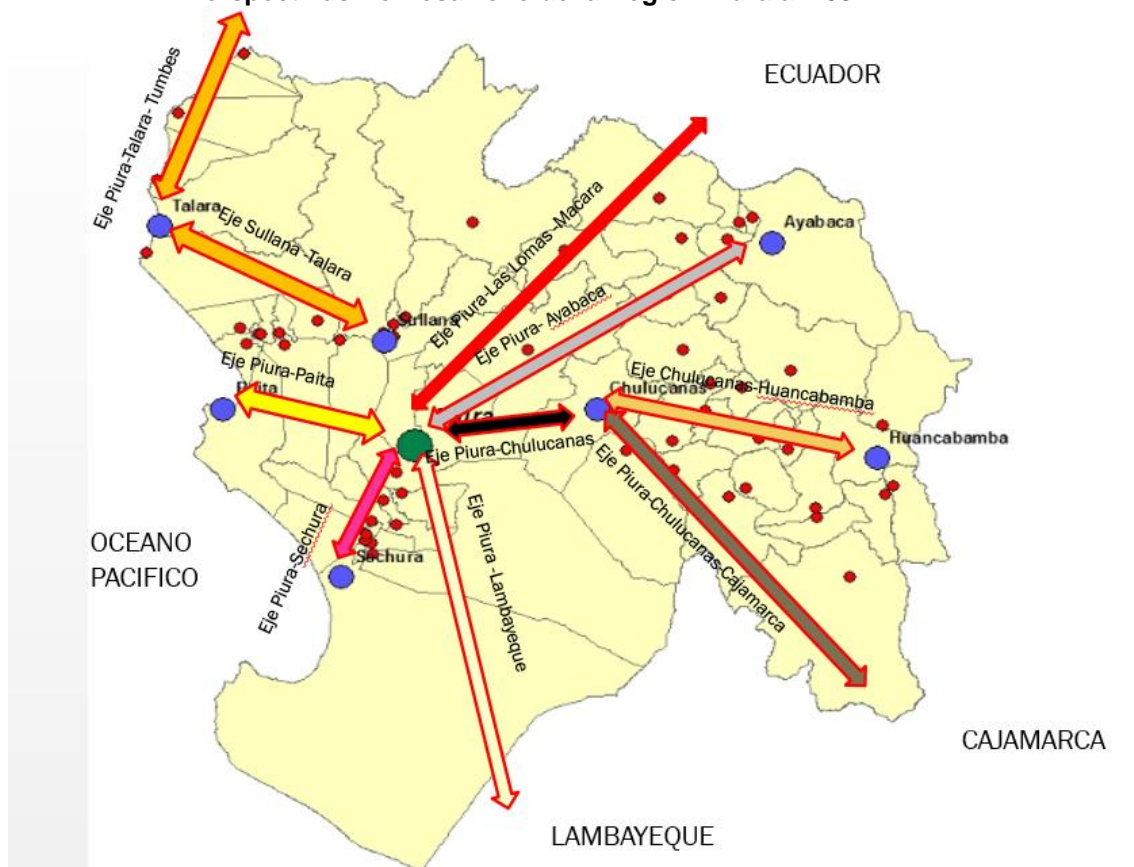 ECUADOR
Eje Piura-Talara- Tumbes
Talara
Eje Sullana -Talara
Eje Piura-Las Lomas -Macara
Ayabaca
Eje Piura- Ayabaca
Sullana
Eje Piura-Paita
Paita
Eje Chulucanas-Huancabamba
Chulucanas
Huancabamba
Eje Piura-Chulucanas
Eje Piura-Chulucanas-Cajamarca
Eje Piura -Lambayeque
Eje Piura-Sechura
Sechura
OCEANO
PACIFICO
CAJAMARCA
LAMBAYEQUE